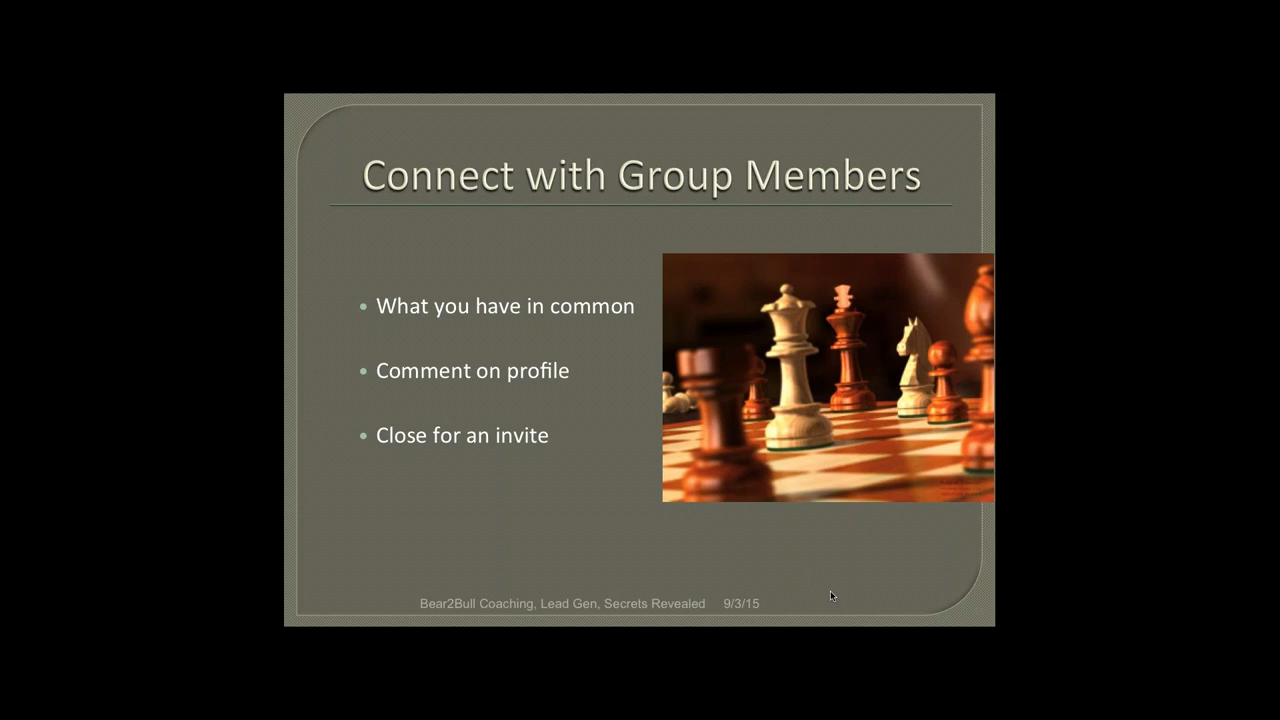 Connect with Group Members
What you have in common
Comment on profile
Close for an invite
Bear2Bull Coaching, Lead Gen, Secrets Revealed 9/3/15